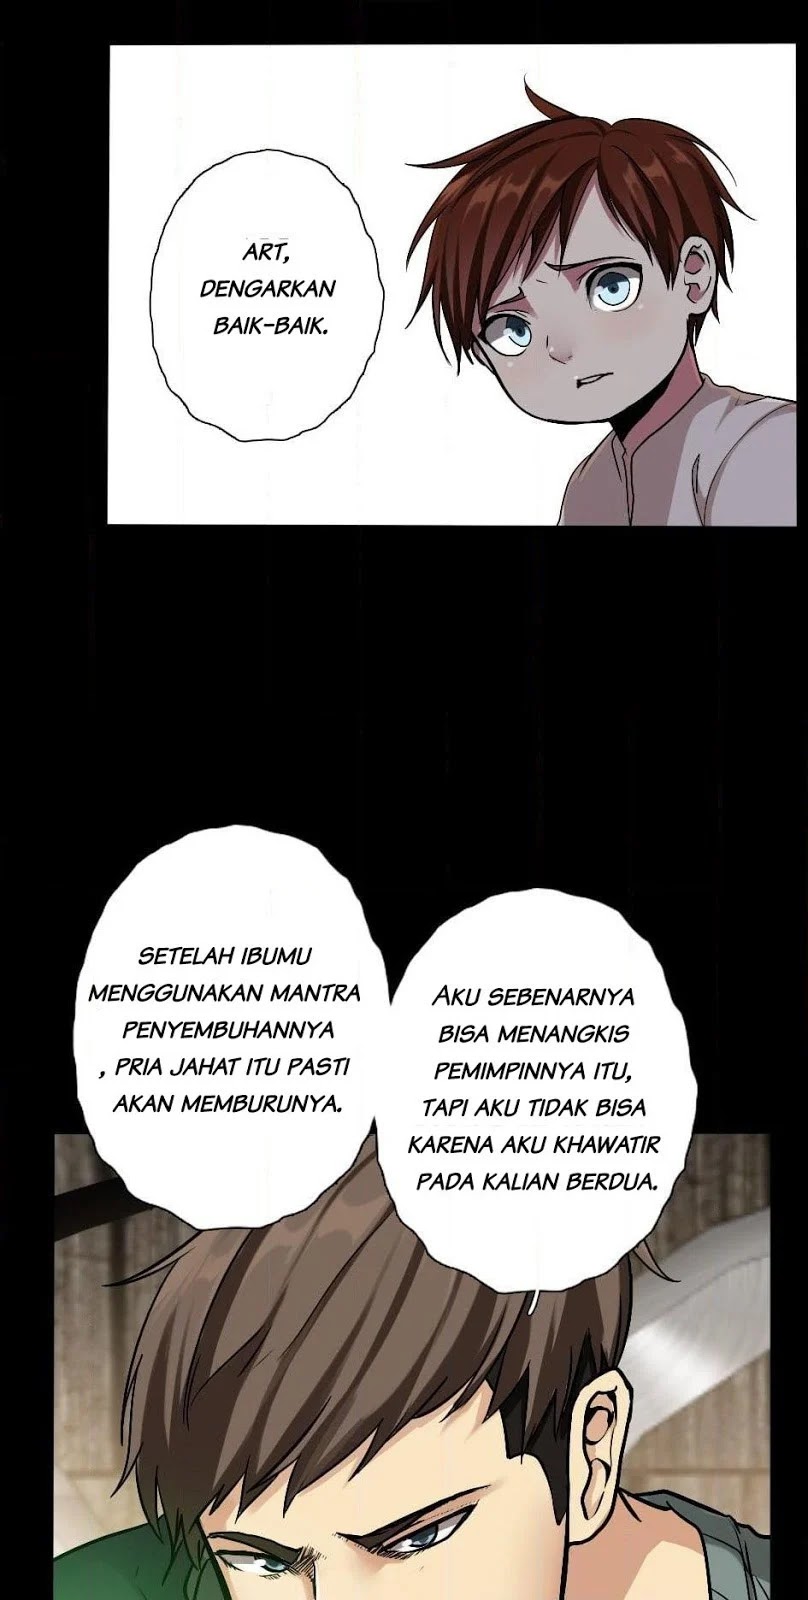 ART,
DENGARKAN
BAIK-BAIK.
SETELAH IBUMU
MENGGUNAKAN MANTRA
PENYEMBUHANNYA
, PRIA JAHAT ITU PASTI
AKAN MEMBURUNYA.
AKU SEBENARNYA
BISA MENANGKIS
PEMIMPINNYA ITU,
TAPI AKU TIDAK BISA
KARENA AKU KHAWATIR
PADA KALIAN BERDUA.